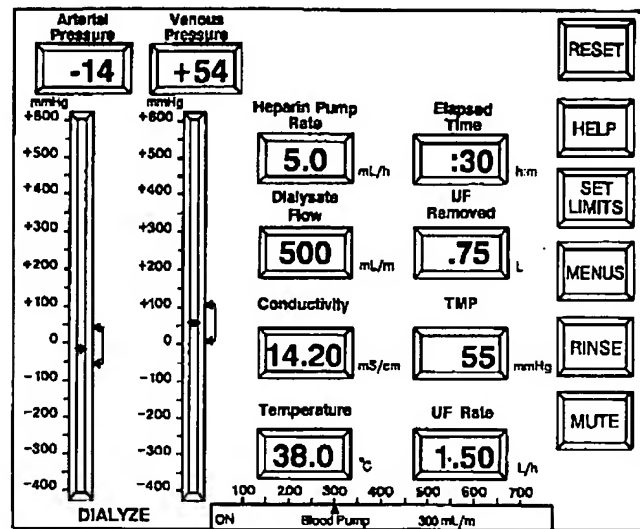 Arterial Pressure
-14
mmHg
+600
+500
+400
+300
+200
+100
0
-100
-200
-300
-400
Venous Pressure
+54
mmHg
+600
+500
+400
+300
+200
+100
0
-100
-200
-300
-400
Heparin Pump
Rate
5.0 mL/h
Elapsed
Time
:30 h:m
Dialysate
Flow
500 mL/m
UF
Removed
.75 L
Conductivity
14.20 mS/cm
TMP
55 mmHg
Temperature
38.0 °C
UF Rate
1.50 L/h
RESET
HELP
SET
LIMITS
MENUS
RINSE
MUTE
DIALYZE
100 200 300 400 500 600 700
ON Blood Pump 300 mL/m